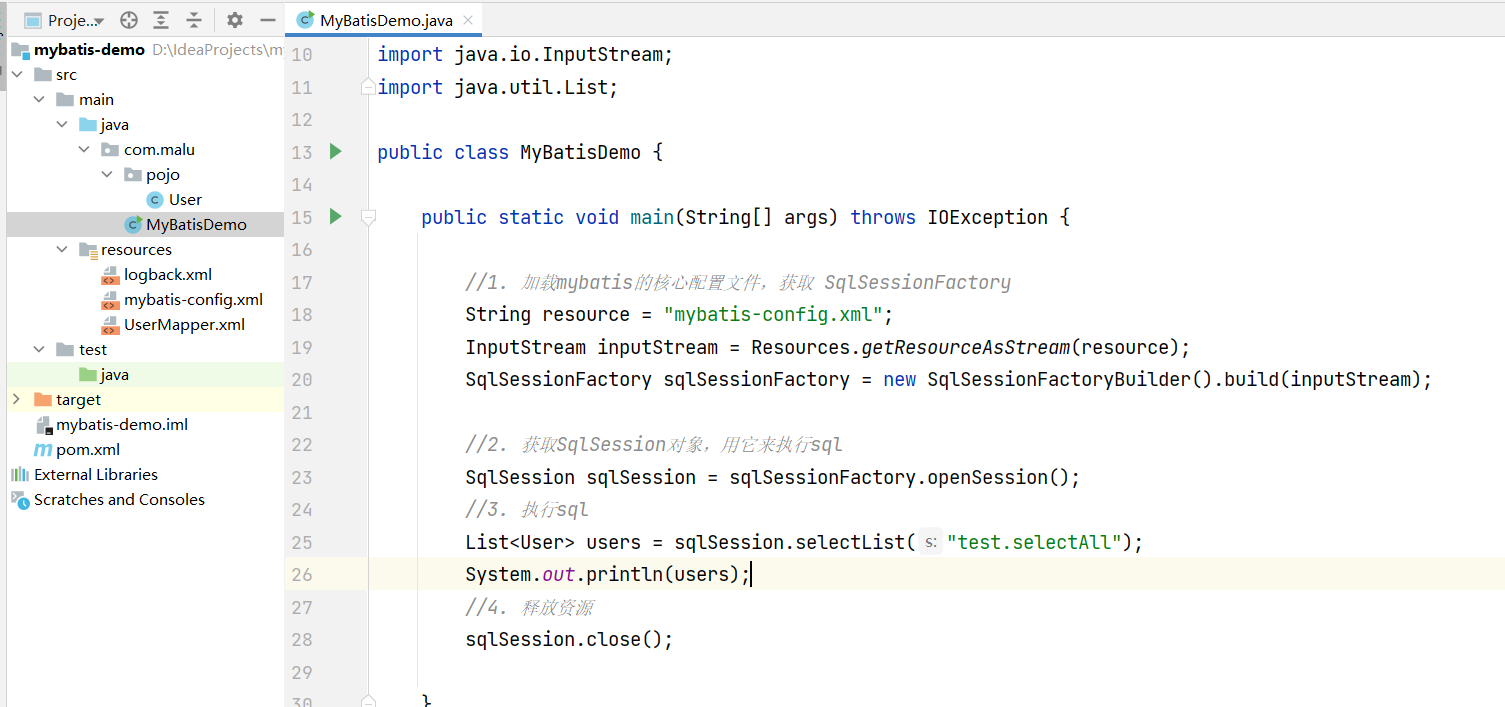 Proje...
MyBatisDemo.java
mybatis-demo D:\IdeaProjects\m
src
main
java
com.malu
pojo
User
MyBatisDemo
resources
logback.xml
mybatis-config.xml
UserMapper.xml
test
java
target
mybatis-demo.iml
pom.xml
External Libraries
Scratches and Consoles
10 import java.io.InputStream;
11 import java.util.List;
12
13 public class MyBatisDemo {
14
15 public static void main(String[] args) throws IOException {
16
17 //1. 加载mybatis的核心配置文件，获取 SqlSessionFactory
18 String resource = "mybatis-config.xml";
19 InputStream inputStream = Resources.getResourceAsStream(resource);
20 SqlSessionFactory sqlSessionFactory = new SqlSessionFactoryBuilder().build(inputStream);
21
22 //2. 获取SqlSession对象，用它来执行sql
23 SqlSession sqlSession = sqlSessionFactory.openSession();
24 //3. 执行sql
25 List<User> users = sqlSession.selectList( s: "test.selectAll");
26 System.out.println(users);
27 //4. 释放资源
28 sqlSession.close();
29
30 }